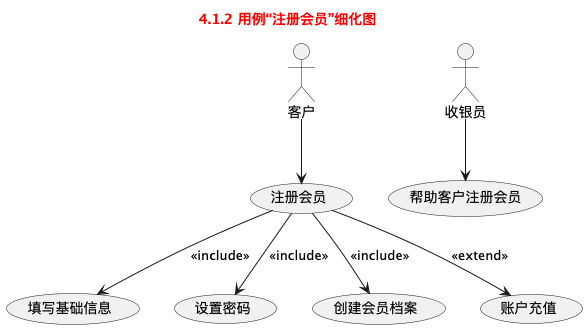 4.1.2 用例“注册会员”细化图
客户
收银员
注册会员
帮助客户注册会员
«include»
«include»
«include»
«extend»
填写基础信息
设置密码
创建会员档案
账户充值